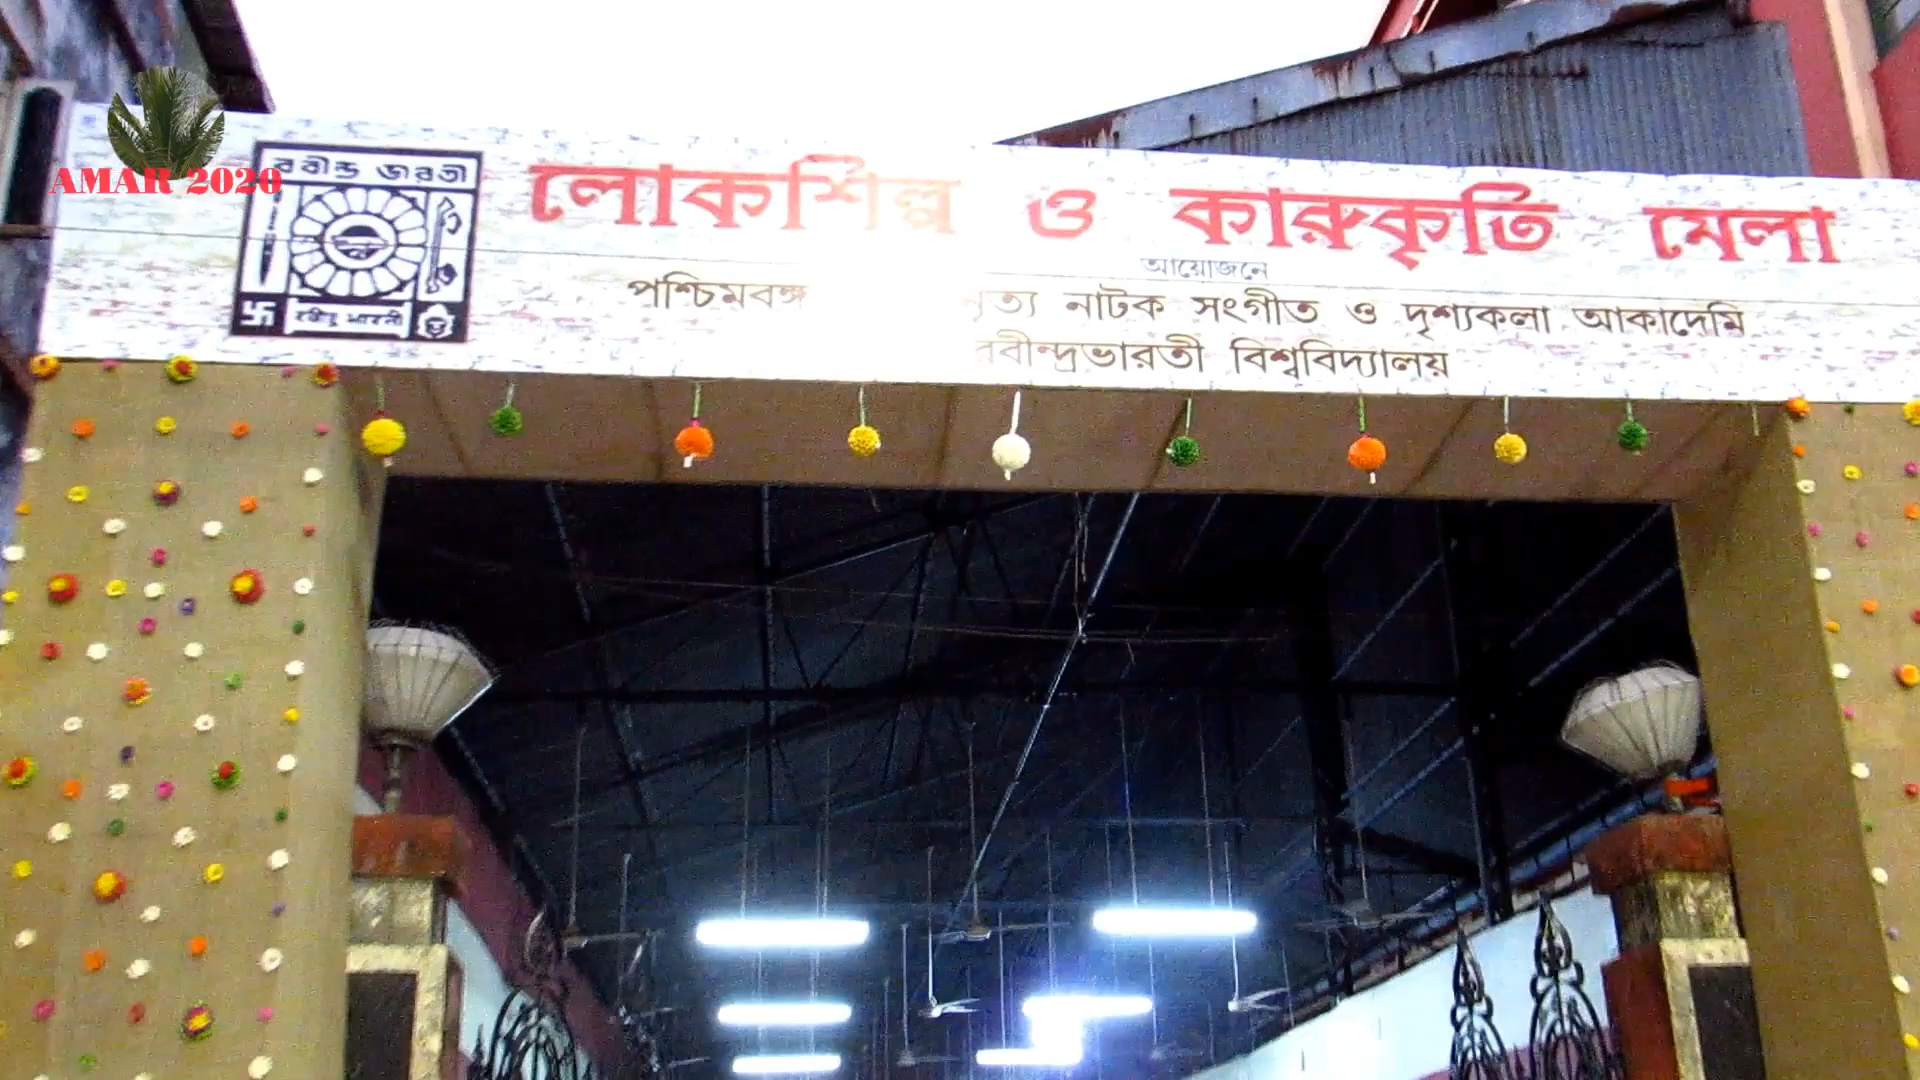 AMAR 2020
রবীন্দ্র ভারতী
লোকশিল্প ও কারুকৃতি মেলা
আয়োজনে
পশ্চিমবঙ্গ নৃত্য নাটক সংগীত ও দৃশ্যকলা আকাদেমি
রবীন্দ্রভারতী বিশ্ববিদ্যালয়